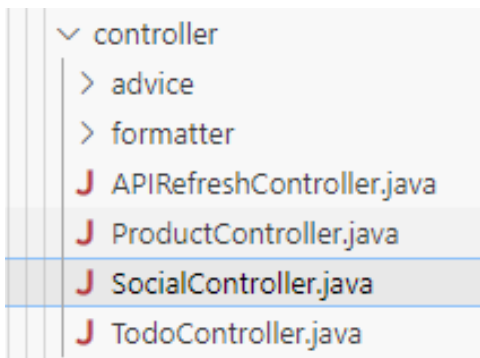 controller
advice
formatter
J APIRefreshController.java
J ProductController.java
J SocialController.java
J TodoController.java